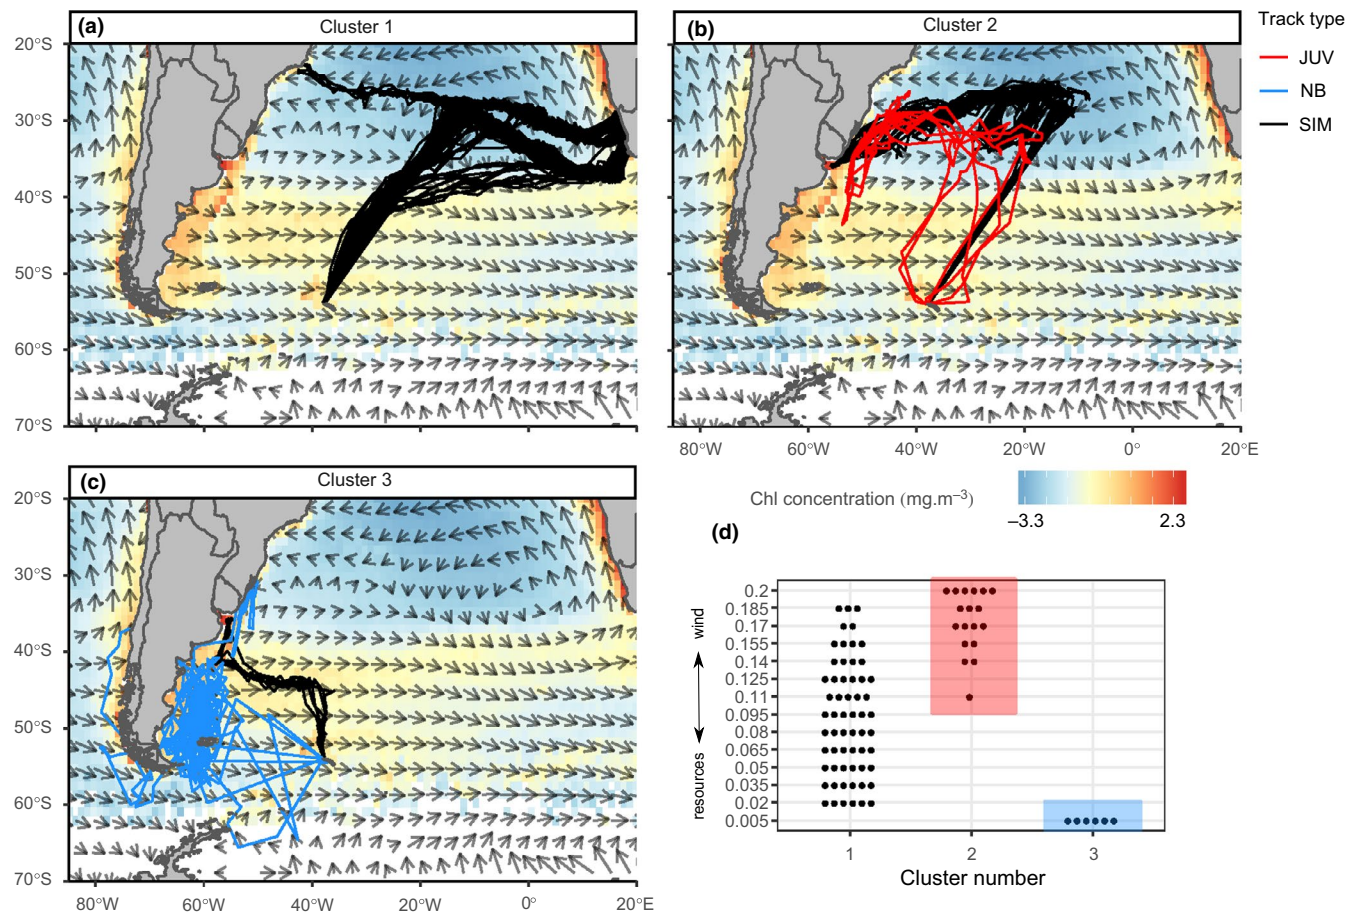 (a)
Cluster 1
20°S
30°S
40°S
50°S
60°S
70°S
80°W
60°W
40°W
20°W
0°
20°E
(b)
Cluster 2
80°W
60°W
40°W
20°W
0°
20°E
Track type
JUV
NB
SIM
(c)
Cluster 3
20°S
30°S
40°S
50°S
60°S
70°S
80°W
60°W
40°W
20°W
0°
20°E
Chl concentration (mg.m⁻³)
−3.3
2.3
(d)
wind
resources
0.2
0.185
0.17
0.155
0.14
0.125
0.11
0.095
0.08
0.065
0.05
0.035
0.02
0.005
1
2
3
Cluster number